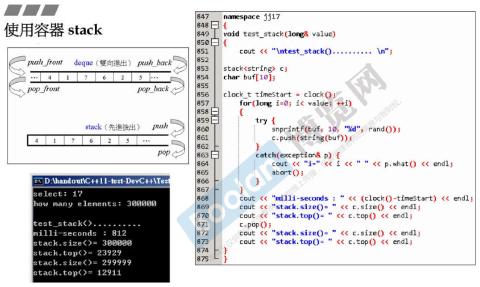 使用容器 stack
push_front deque（雙向進出） push_back
... 4 1 7 6 2 5 ...
pop_front pop_back
stack（先進後出） push
4 1 7 6 2 5 ...
pop
D:\handout\C++11-test-DevC++\Test
select: 17
how many elements: 300000
test_stack()..........
milli-seconds : 812
stack.size()= 300000
stack.top()= 23929
stack.size()= 299999
stack.top()= 12911
847 namespace jj17
848 {
849 void test_stack(long& value)
850 {
851 cout << "\ntest_stack().......... \n";
852
853 stack<string> c;
854 char buf[10];
855
856 clock_t timeStart = clock();
857 for(long i=0; i< value; ++i)
858 {
859 try {
860 snprintf(buf, 10, "%d", rand());
861 c.push(string(buf));
862 }
863 catch(exception& p) {
864 cout << "i=" << i << " " << p.what() << endl;
865 abort();
866 }
867 }
868 cout << "milli-seconds : " << (clock()-timeStart) << endl;
869 cout << "stack.size()= " << c.size() << endl;
870 cout << "stack.top()= " << c.top() << endl;
871 c.pop();
872 cout << "stack.size()= " << c.size() << endl;
873 cout << "stack.top()= " << c.top() << endl;
874 }
875 }
Boolan 博览网